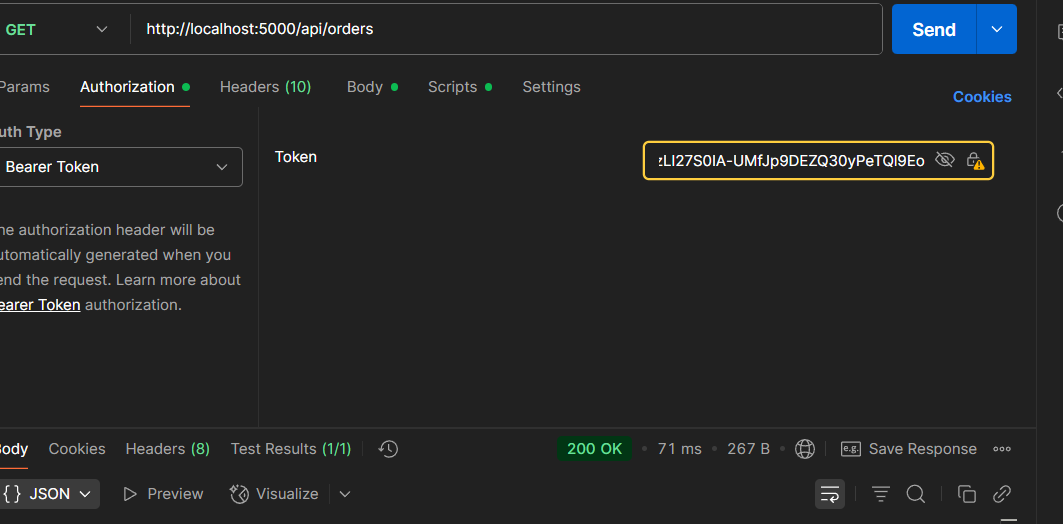 GET http://localhost:5000/api/orders Send
Params Authorization Headers (10) Body Scripts Settings Cookies
uth Type
Bearer Token
Token zLI27S0IA-UMfJp9DEZQ30yPeTQl9Eo
he authorization header will be
utomatically generated when you
end the request. Learn more about
earer Token authorization.
Body Cookies Headers (8) Test Results (1/1) 200 OK • 71 ms • 267 B • e.g. Save Response
{} JSON Preview Visualize